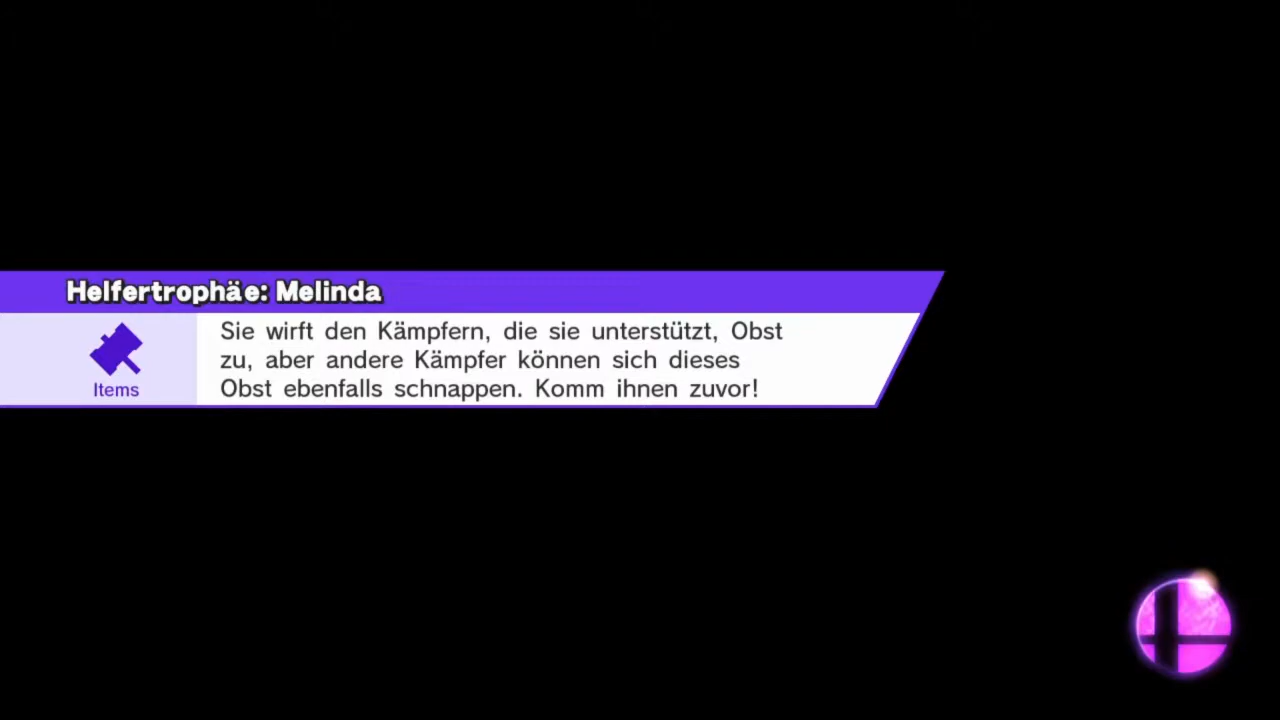 Helfertrophäe: Melinda
Sie wirft den Kämpfern, die sie unterstützt, Obst
zu, aber andere Kämpfer können sich dieses
Obst ebenfalls schnappen. Komm ihnen zuvor!
Items